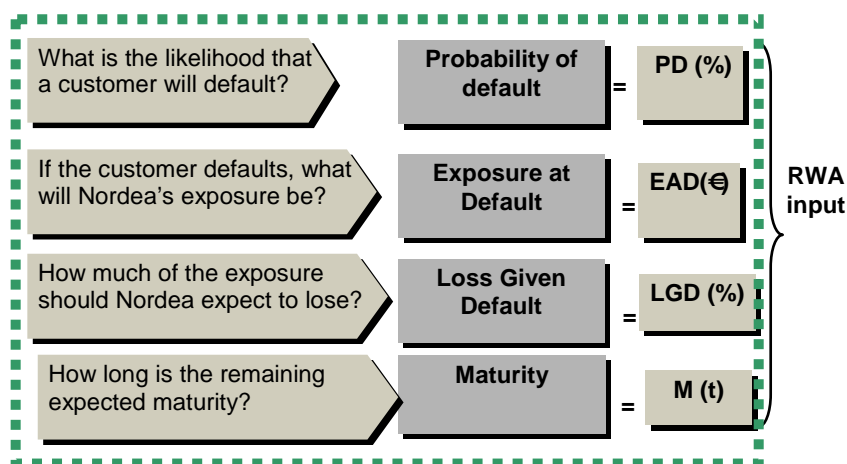 What is the likelihood that
a customer will default?
Probability of
default
=
PD (%)
If the customer defaults, what
will Nordea's exposure be?
Exposure at
Default
=
EAD(€)
How much of the exposure
should Nordea expect to lose?
Loss Given
Default
=
LGD (%)
How long is the remaining
expected maturity?
Maturity
=
M (t)
RWA
input